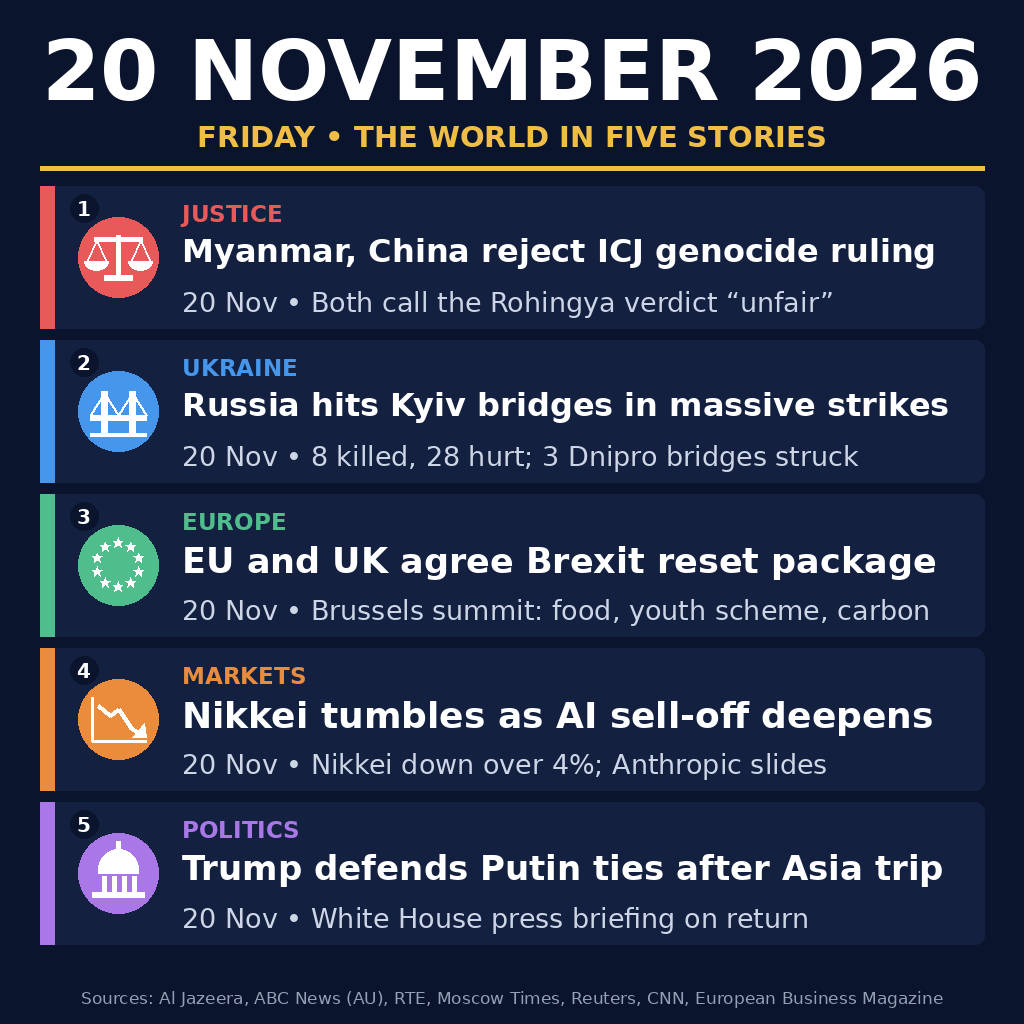 20 NOVEMBER 2026
FRIDAY • THE WORLD IN FIVE STORIES
1
JUSTICE
Myanmar, China reject ICJ genocide ruling
20 Nov • Both call the Rohingya verdict “unfair”
2
UKRAINE
Russia hits Kyiv bridges in massive strikes
20 Nov • 8 killed, 28 hurt; 3 Dnipro bridges struck
3
EUROPE
EU and UK agree Brexit reset package
20 Nov • Brussels summit: food, youth scheme, carbon
4
MARKETS
Nikkei tumbles as AI sell-off deepens
20 Nov • Nikkei down over 4%; Anthropic slides
5
POLITICS
Trump defends Putin ties after Asia trip
20 Nov • White House press briefing on return
Sources: Al Jazeera, ABC News (AU), RTE, Moscow Times, Reuters, CNN, European Business Magazine